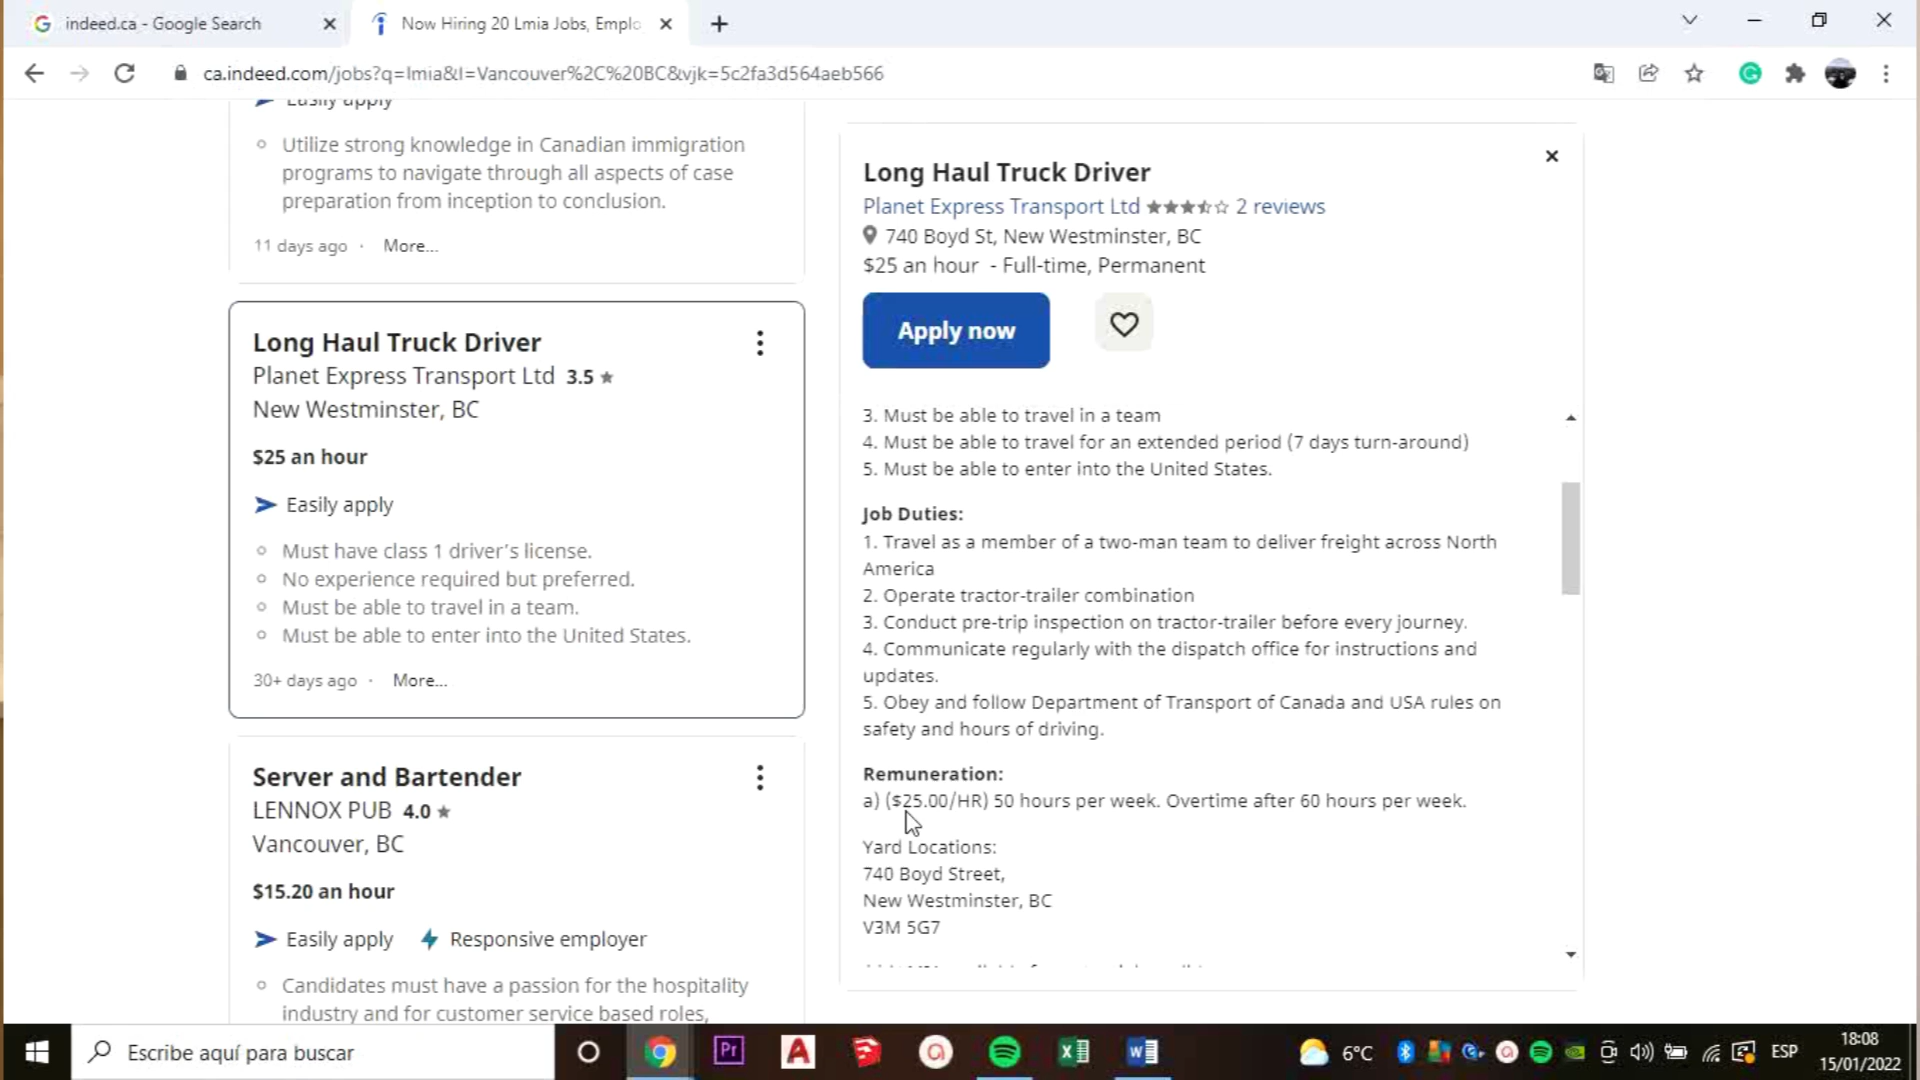 indeed.ca - Google Search
Now Hiring 20 Lmia Jobs, Emplo
ca.indeed.com/jobs?q=lmia&l=Vancouver%2C%20BC&vjk=5c2fa3d564aeb566
Easily apply
Utilize strong knowledge in Canadian immigration
programs to navigate through all aspects of case
preparation from inception to conclusion.
11 days ago · More...
Long Haul Truck Driver
Planet Express Transport Ltd 3.5
New Westminster, BC
$25 an hour
Easily apply
Must have class 1 driver's license.
No experience required but preferred.
Must be able to travel in a team.
Must be able to enter into the United States.
30+ days ago · More...
Server and Bartender
LENNOX PUB 4.0
Vancouver, BC
$15.20 an hour
Easily apply Responsive employer
Candidates must have a passion for the hospitality
industry and for customer service based roles,
Long Haul Truck Driver
Planet Express Transport Ltd 2 reviews
740 Boyd St, New Westminster, BC
$25 an hour - Full-time, Permanent
Apply now
3. Must be able to travel in a team
4. Must be able to travel for an extended period (7 days turn-around)
5. Must be able to enter into the United States.
Job Duties:
1. Travel as a member of a two-man team to deliver freight across North
America
2. Operate tractor-trailer combination
3. Conduct pre-trip inspection on tractor-trailer before every journey.
4. Communicate regularly with the dispatch office for instructions and
updates.
5. Obey and follow Department of Transport of Canada and USA rules on
safety and hours of driving.
Remuneration:
a) ($25.00/HR) 50 hours per week. Overtime after 60 hours per week.
Yard Locations:
740 Boyd Street,
New Westminster, BC
V3M 5G7
Escribe aquí para buscar
Pr
6°C
ESP
18:08
15/01/2022